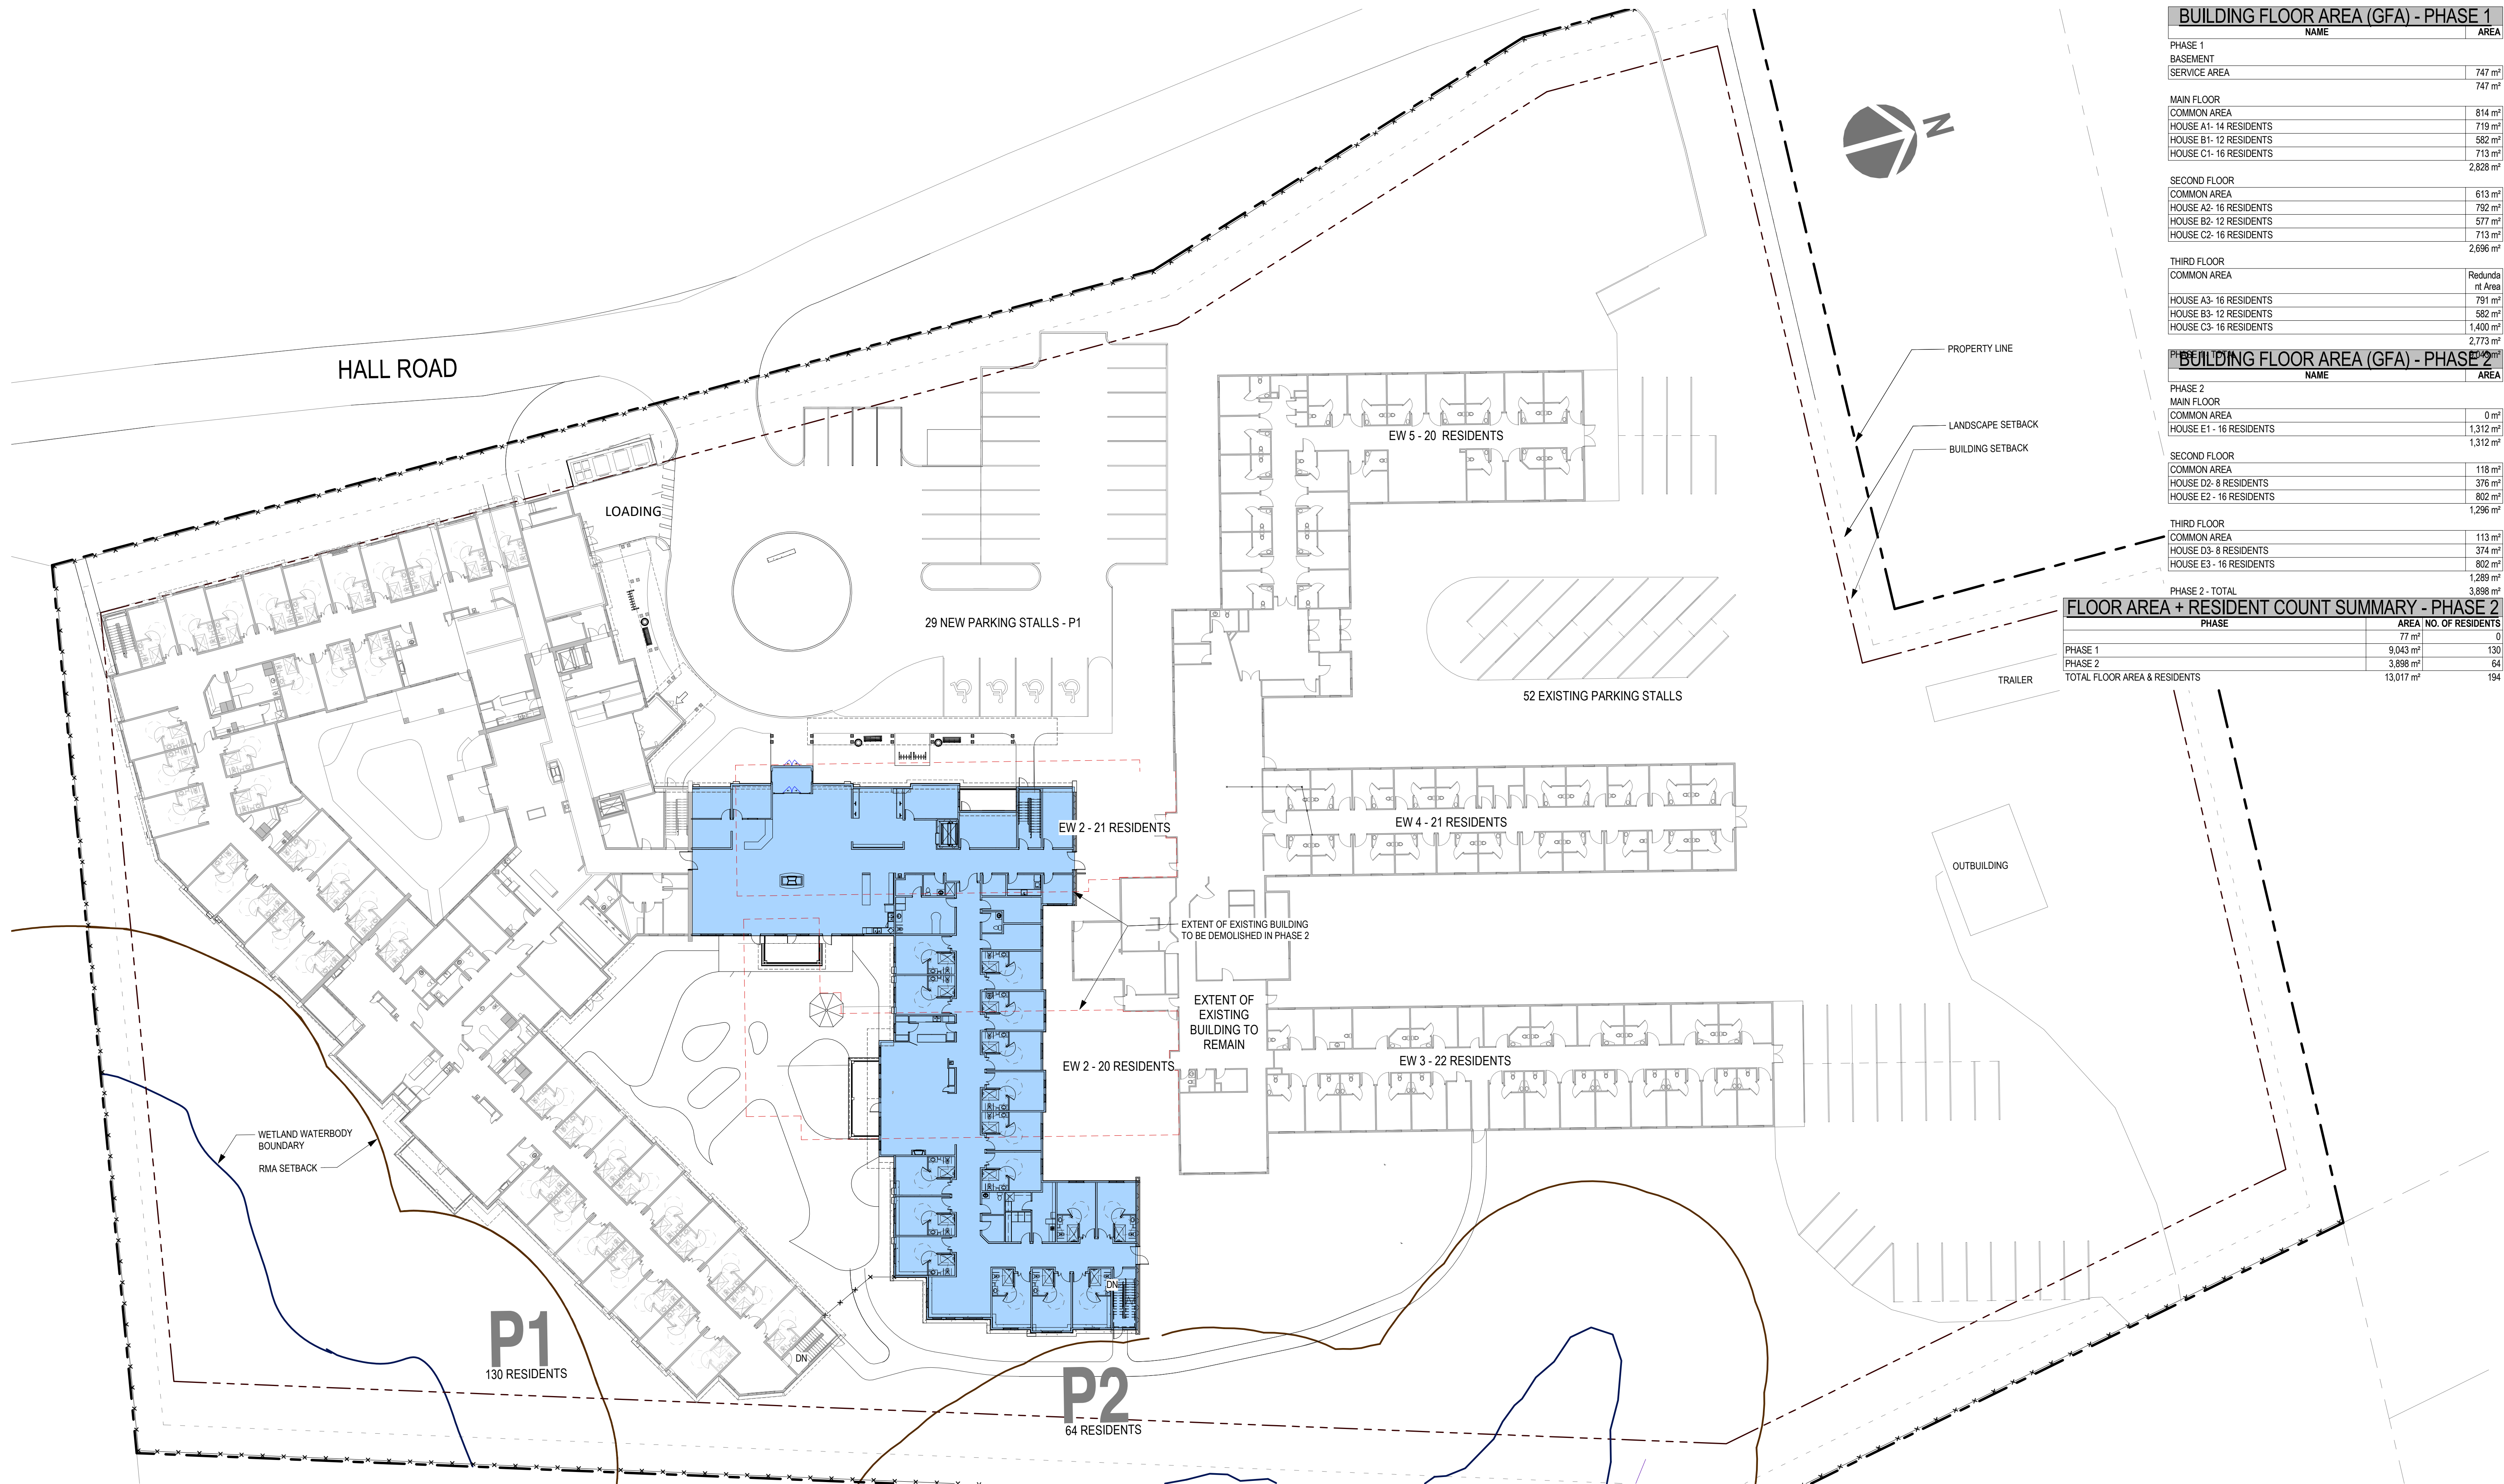 BUILDING FLOOR AREA (GFA) - PHASE 1
NAME AREA
PHASE 1
BASEMENT
SERVICE AREA 747 m²
747 m²
MAIN FLOOR
COMMON AREA 814 m²
HOUSE A1- 14 RESIDENTS 719 m²
HOUSE B1- 12 RESIDENTS 582 m²
HOUSE C1- 16 RESIDENTS 713 m²
2,828 m²
SECOND FLOOR
COMMON AREA 613 m²
HOUSE A2- 16 RESIDENTS 792 m²
HOUSE B2- 12 RESIDENTS 577 m²
HOUSE C2- 16 RESIDENTS 713 m²
2,696 m²
THIRD FLOOR
COMMON AREA Redunda
nt Area
HOUSE A3- 16 RESIDENTS 791 m²
HOUSE B3- 12 RESIDENTS 582 m²
HOUSE C3- 16 RESIDENTS 1,400 m²
2,773 m²
BUILDING FLOOR AREA (GFA) - PHASE 2
NAME AREA
PHASE 2
MAIN FLOOR
COMMON AREA 0 m²
HOUSE E1 - 16 RESIDENTS 1,312 m²
1,312 m²
SECOND FLOOR
COMMON AREA 118 m²
HOUSE D2- 8 RESIDENTS 376 m²
HOUSE E2 - 16 RESIDENTS 802 m²
1,296 m²
THIRD FLOOR
COMMON AREA 113 m²
HOUSE D3- 8 RESIDENTS 374 m²
HOUSE E3 - 16 RESIDENTS 802 m²
1,289 m²
PHASE 2 - TOTAL 3,898 m²
FLOOR AREA + RESIDENT COUNT SUMMARY - PHASE 2
PHASE AREA NO. OF RESIDENTS
77 m² 0
PHASE 1 9,043 m² 130
PHASE 2 3,898 m² 64
TOTAL FLOOR AREA & RESIDENTS 13,017 m² 194
N
HALL ROAD
PROPERTY LINE
LANDSCAPE SETBACK
BUILDING SETBACK
EW 5 - 20 RESIDENTS
LOADING
29 NEW PARKING STALLS - P1
52 EXISTING PARKING STALLS
TRAILER
EW 2 - 21 RESIDENTS
EW 4 - 21 RESIDENTS
OUTBUILDING
EXTENT OF EXISTING BUILDING
TO BE DEMOLISHED IN PHASE 2
EXTENT OF
EXISTING
BUILDING TO
REMAIN
EW 2 - 20 RESIDENTS
EW 3 - 22 RESIDENTS
WETLAND WATERBODY
BOUNDARY
RMA SETBACK
DN
DN
P1
130 RESIDENTS
P2
64 RESIDENTS